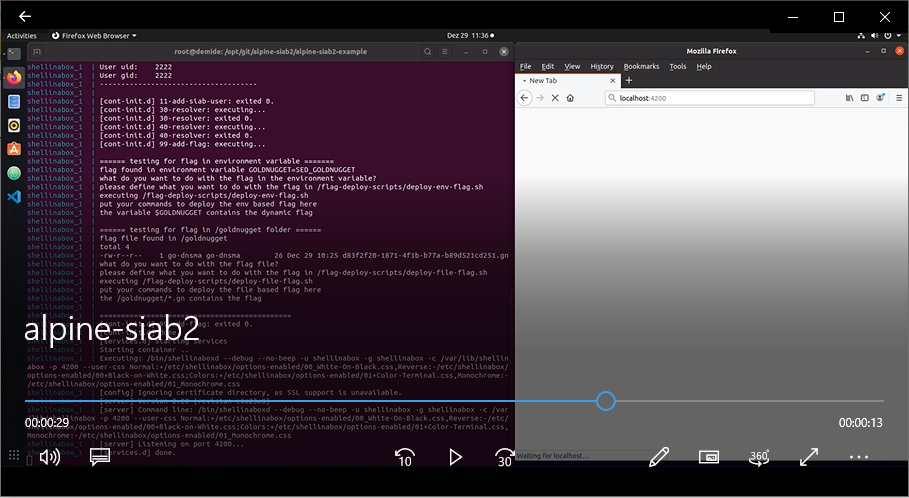 Activities Firefox Web Browser Dez 29 11:36
root@demide: /opt/git/alpine-siab2/alpine-siab2-example
shellinabox_1 | User uid: 2222
shellinabox_1 | User gid: 2222
shellinabox_1 | -------------------------------------
shellinabox_1 |
shellinabox_1 | [cont-init.d] 11-add-siab-user: exited 0.
shellinabox_1 | [cont-init.d] 30-resolver: executing...
shellinabox_1 | [cont-init.d] 30-resolver: exited 0.
shellinabox_1 | [cont-init.d] 40-resolver: executing...
shellinabox_1 | [cont-init.d] 40-resolver: exited 0.
shellinabox_1 | [cont-init.d] 99-add-flag: executing...
shellinabox_1 |
shellinabox_1 | ====== testing for flag in environment variable =======
shellinabox_1 | flag found in environment variable GOLDNUGGET=SED_GOLDNUGGET
shellinabox_1 | what do you want to do with the flag in the environment variable?
shellinabox_1 | please define what you want to do with the flag in /flag-deploy-scripts/deploy-env-flag.sh
shellinabox_1 | executing /flag-deploy-scripts/deploy-env-flag.sh
shellinabox_1 | put your commands to deploy the env based flag here
shellinabox_1 | the variable $GOLDNUGGET contains the dynamic flag
shellinabox_1 |
shellinabox_1 | ====== testing for flag in /goldnugget folder ======
shellinabox_1 | flag file found in /goldnugget
shellinabox_1 | total 4
shellinabox_1 | -rw-r--r-- 1 go-dnsma go-dnsma 26 Dec 29 10:25 d83f2f20-1871-4f1b-b77a-b89d521cd251.gn
shellinabox_1 | what do you want to do with the flag file?
shellinabox_1 | please define what you want to do with the flag in /flag-deploy-scripts/deploy-file-flag.sh
shellinabox_1 | executing /flag-deploy-scripts/deploy-file-flag.sh
shellinabox_1 | put your commands to deploy the file based flag here
shellinabox_1 | the /goldnugget/*.gn contains the flag
shellinabox_1 |
shellinabox_1 | =============================================
add-flag: exited 0.
alpine-siab2
[services.d] starting services
Starting container ..
shellinabox_1 | Executing: /bin/shellinaboxd --debug --no-beep -u shellinabox -g shellinabox -c /var/lib/shellin
abox -p 4200 --user-css Normal:+/etc/shellinabox/options-enabled/00_White-On-Black.css,Reverse:-/etc/shellinabox/
options-enabled/00+Black-on-White.css;Colors:+/etc/shellinabox/options-enabled/01+Color-Terminal.css,Monochrome:-
/etc/shellinabox/options-enabled/01_Monochrome.css
shellinabox_1 | [config] Ignoring certificate directory, as SSL support is unavailable.
shellinabox_1 | [server] Command line: /bin/shellinaboxd --debug --no-beep -u shellinabox -g shellinabox -c /v
-p 4200 --user-css Normal:+/etc/shellinabox/options-enabled/00_White-On-Black.css,Reverse:-/etc/
options-enabled/00+Black-on-White.css;Colors:+/etc/shellinabox/options-enabled/01+Color-Terminal.css,
Monochrome:-/etc/shellinabox/options-enabled/01_Monochrome.css
[server] Listening on port 4200...
[services.d] done.
Mozilla Firefox
File Edit View History Bookmarks Tools Help
New Tab
localhost:4200
Waiting for localhost...
00:00:29 00:00:13
10 30 360